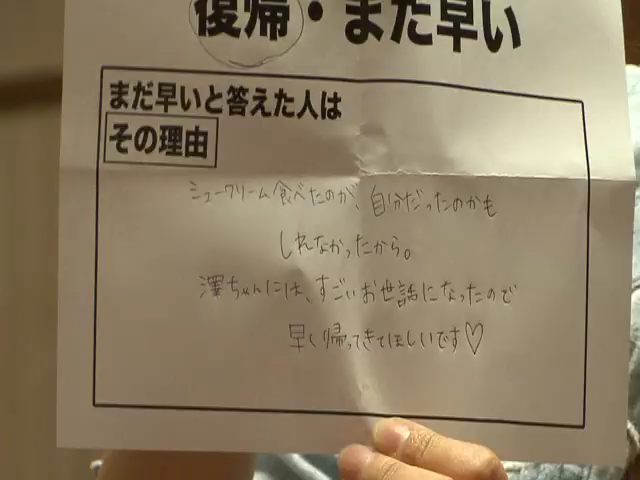 復帰・まだ早い
まだ早いと答えた人は
その理由
シュークリーム食べたのが、自分だったのかも
しれなかったから。
澤ちゃんには、すごいお世話になったので
早く帰ってきてほしいです♡